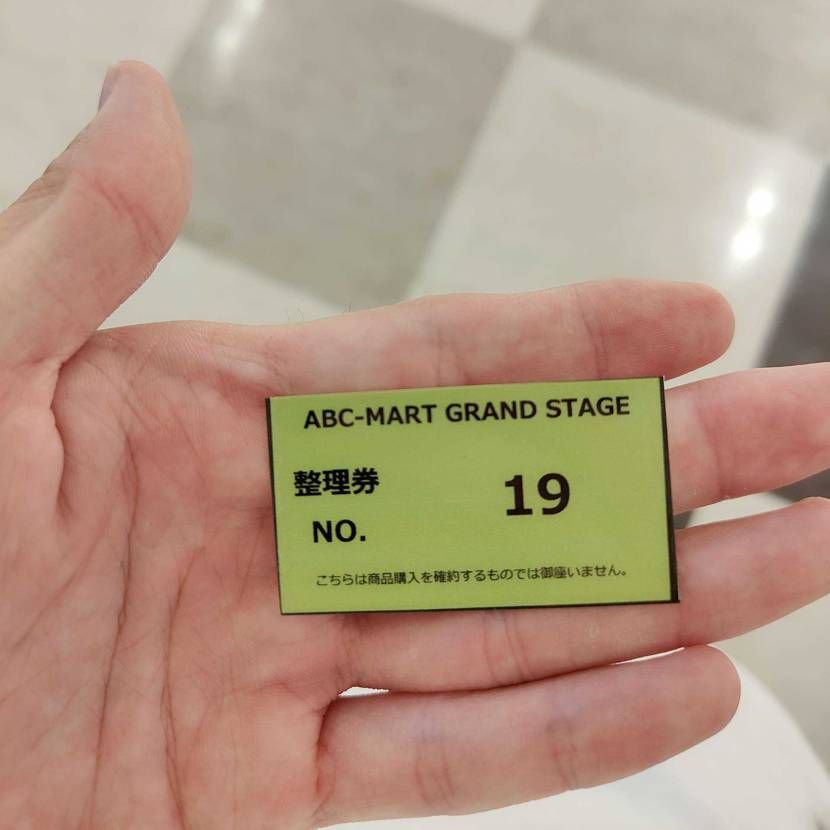 ABC-MART GRAND STAGE
整理券
NO. 19
こちらは商品購入を確約するものでは御座いません。